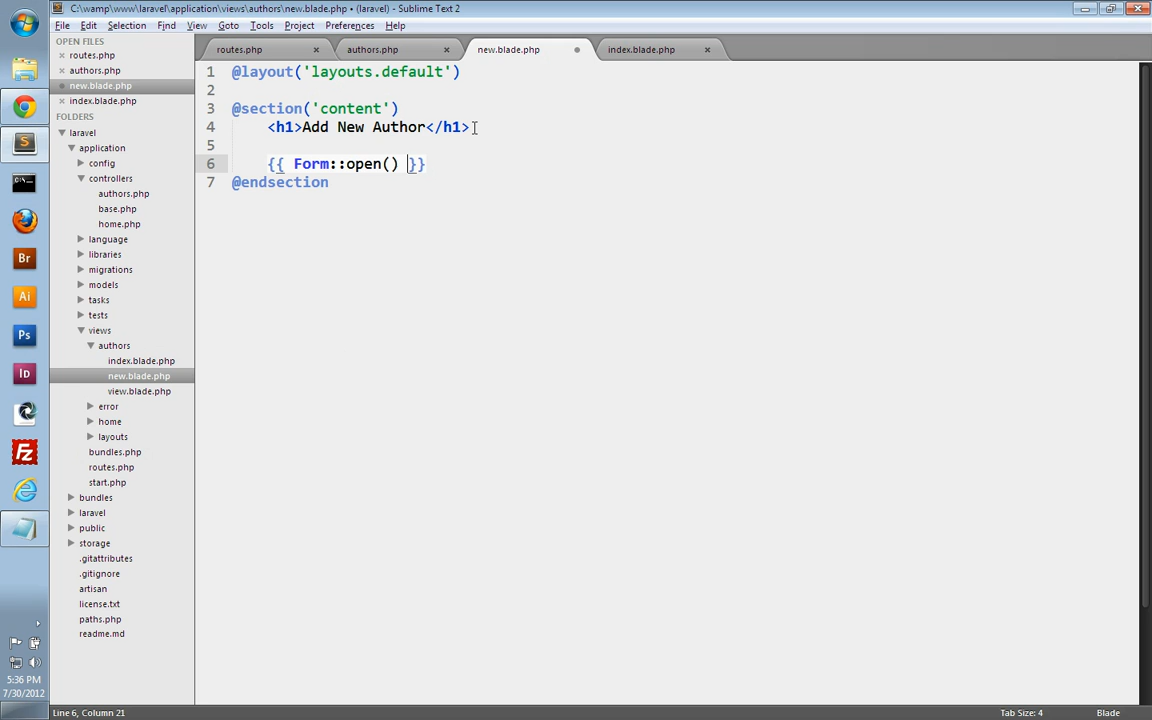 C:\wamp\www\laravel\application\views\authors\new.blade.php • (laravel) - Sublime Text 2
File Edit Selection Find View Goto Tools Project Preferences Help
OPEN FILES
routes.php
authors.php
new.blade.php
index.blade.php
FOLDERS
laravel
application
config
controllers
authors.php
base.php
home.php
language
libraries
migrations
models
tasks
tests
views
authors
index.blade.php
new.blade.php
view.blade.php
error
home
layouts
bundles.php
routes.php
start.php
bundles
laravel
public
storage
.gitattributes
.gitignore
artisan
license.txt
paths.php
readme.md
routes.php authors.php new.blade.php index.blade.php
1 @layout('layouts.default')
2
3 @section('content')
4 <h1>Add New Author</h1>
5
6 {{ Form::open() }}
7 @endsection
Br
Ai
Ps
Id
Fz
5:36 PM
7/30/2012
Line 6, Column 21 Tab Size: 4 Blade